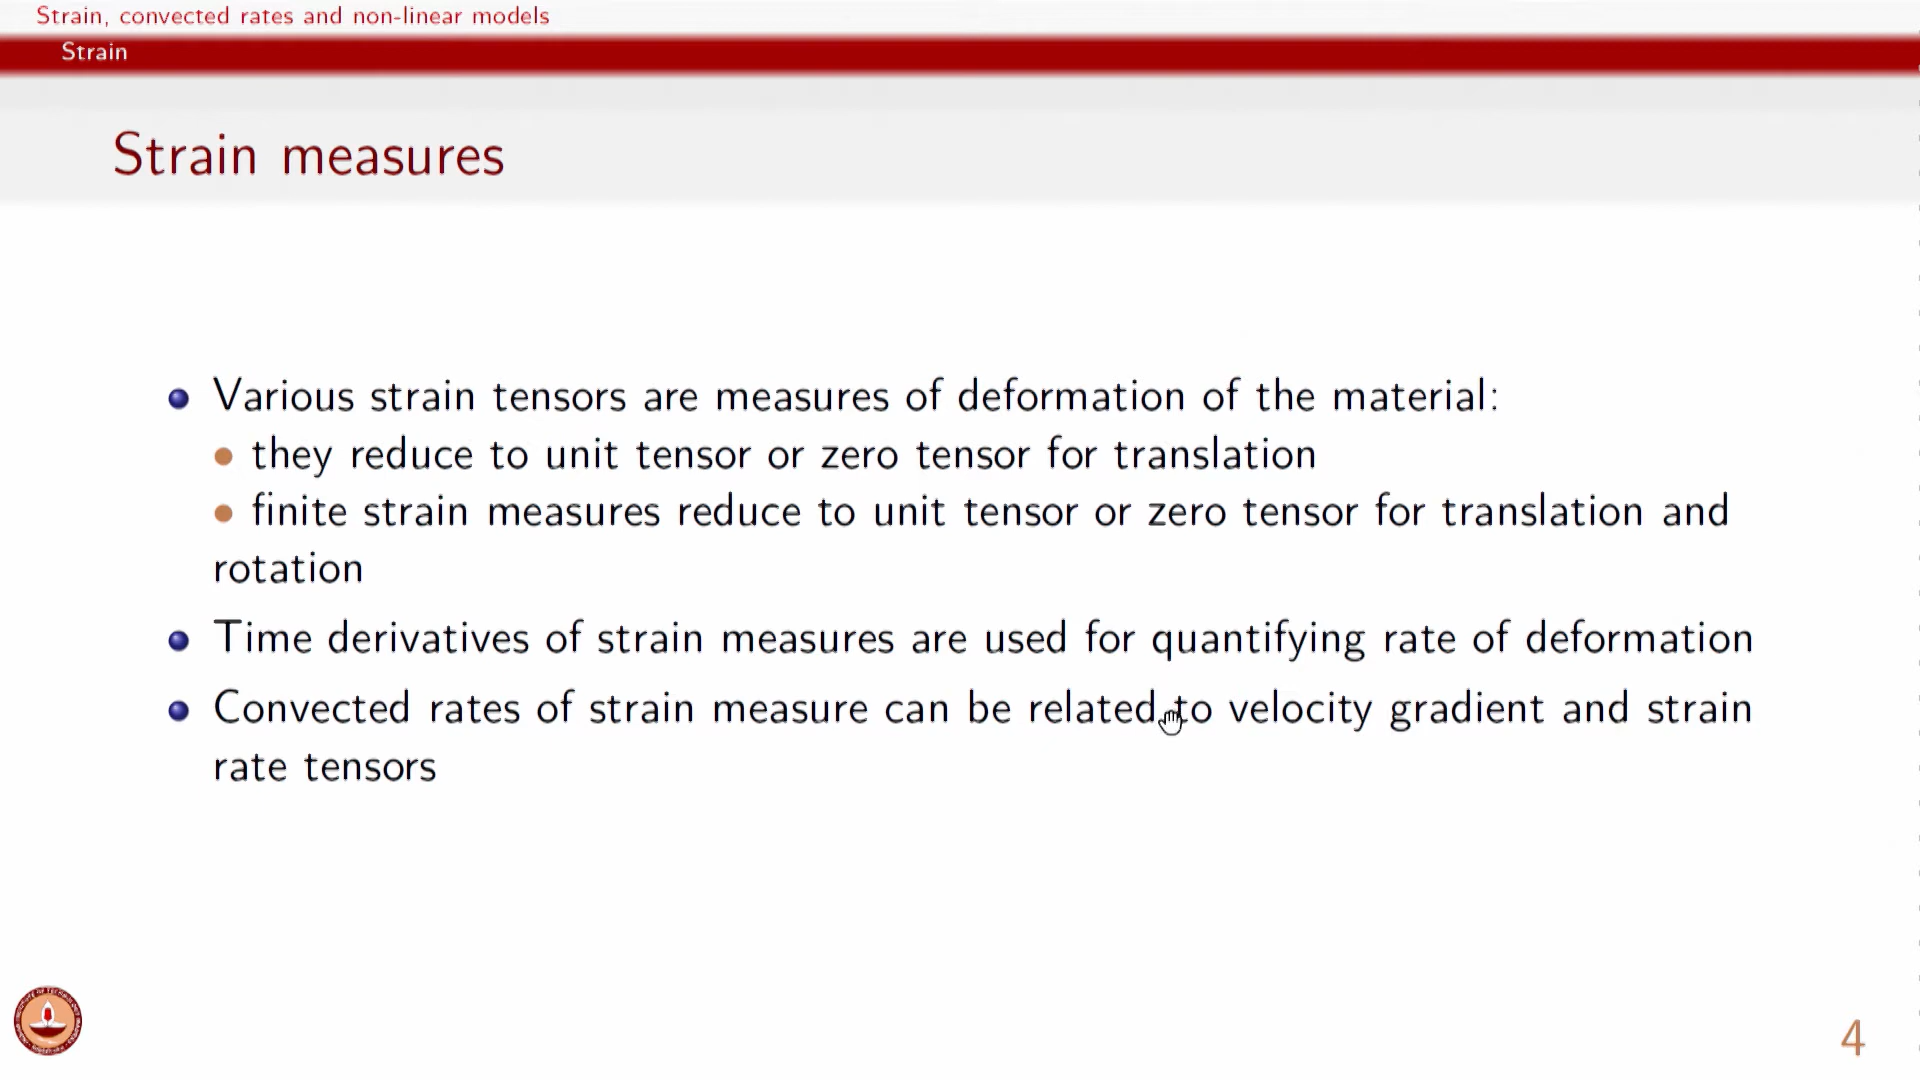 Strain, convected rates and non-linear models
Strain
Strain measures
Various strain tensors are measures of deformation of the material:
they reduce to unit tensor or zero tensor for translation
finite strain measures reduce to unit tensor or zero tensor for translation and
rotation
Time derivatives of strain measures are used for quantifying rate of deformation
Convected rates of strain measure can be related to velocity gradient and strain
rate tensors
4